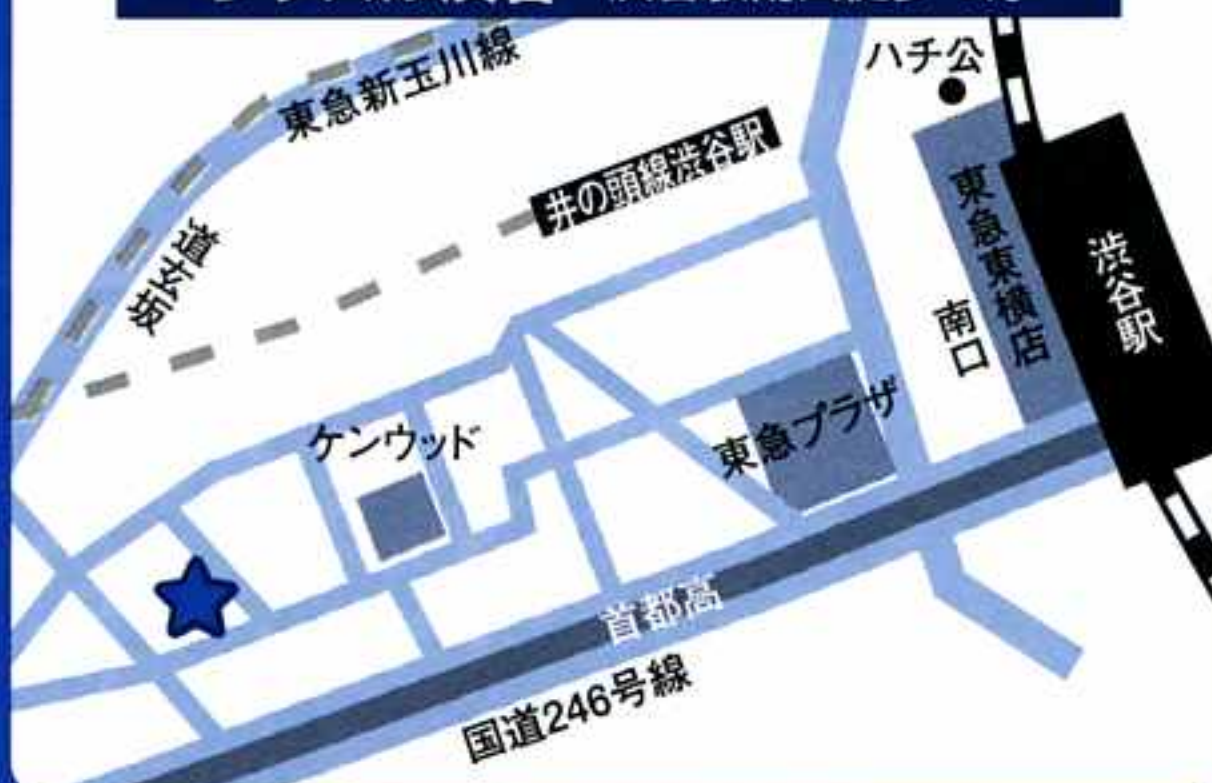 ハチ公
東急新玉川線
井の頭線渋谷駅
道玄坂
東急東横店
渋谷駅
南口
ケンウッド
東急プラザ
首都高
国道246号線